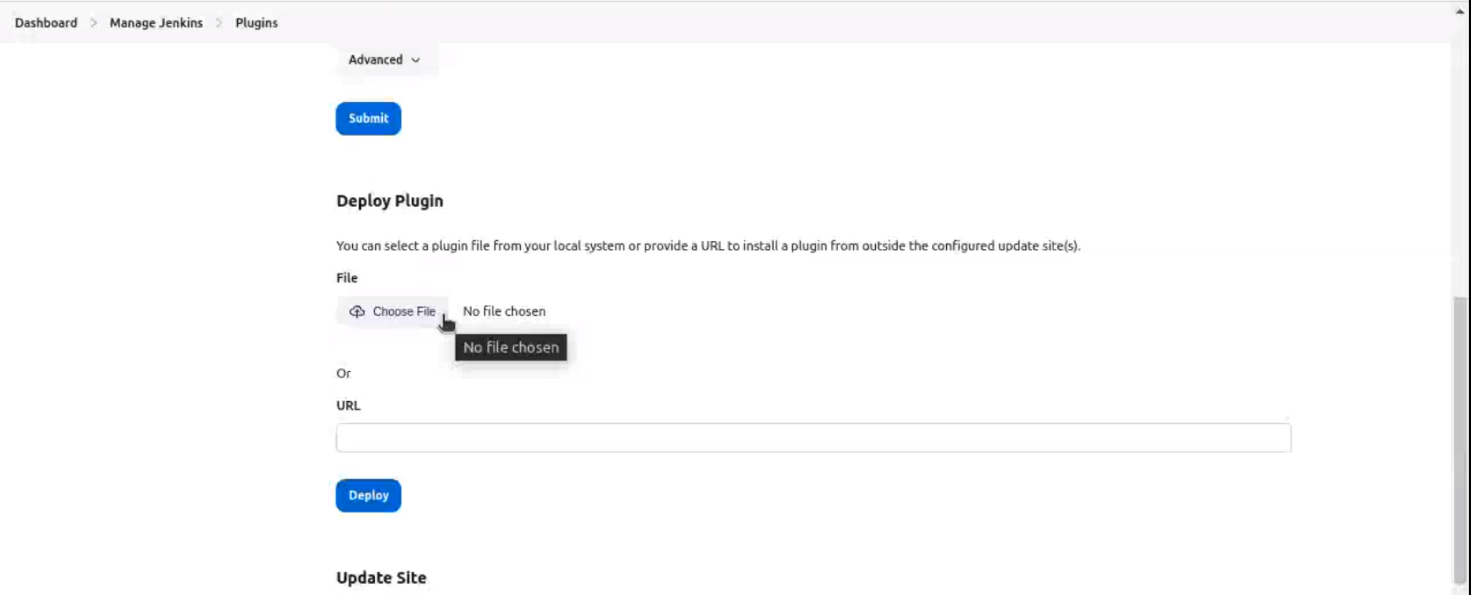 Dashboard > Manage Jenkins > Plugins
Advanced
Submit
Deploy Plugin
You can select a plugin file from your local system or provide a URL to install a plugin from outside the configured update site(s).
File
Choose File No file chosen
No file chosen
Or
URL
Deploy
Update Site